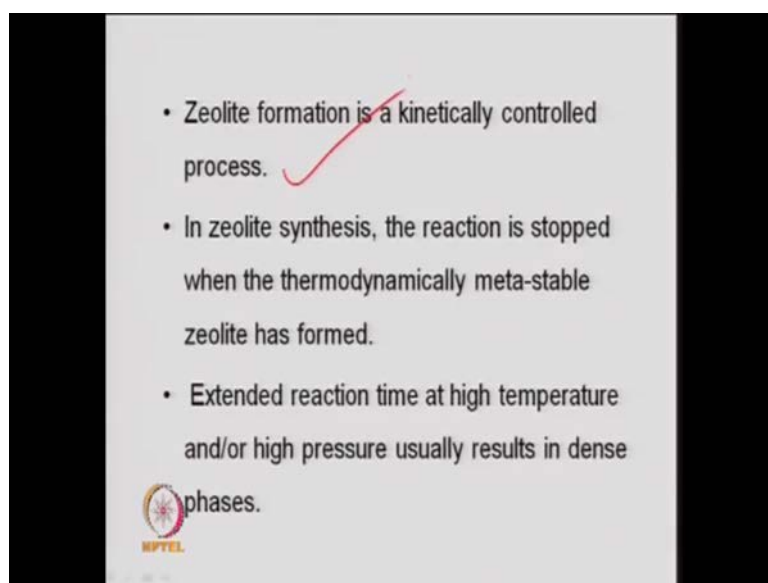 • Zeolite formation is a kinetically controlled
process.
• In zeolite synthesis, the reaction is stopped
when the thermodynamically meta-stable
zeolite has formed.
• Extended reaction time at high temperature
and/or high pressure usually results in dense
phases.
NPTEL